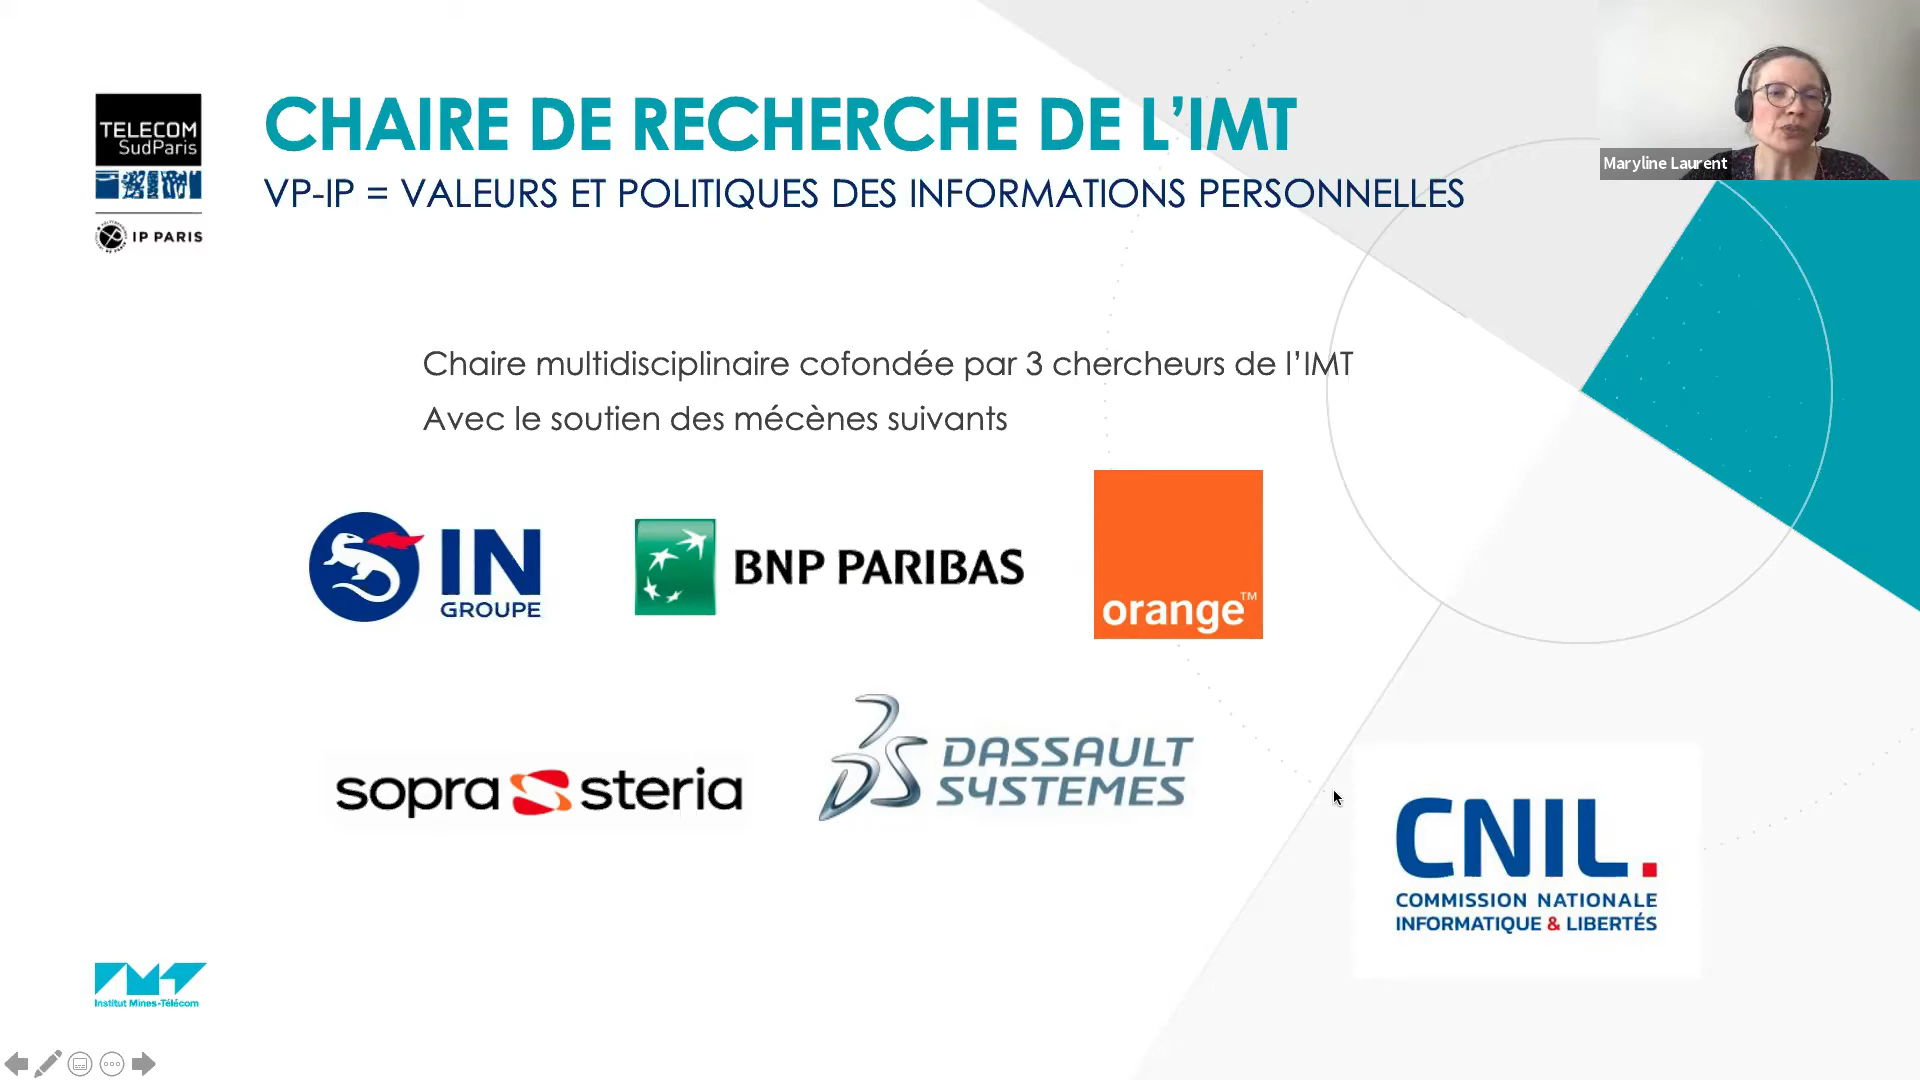 TELECOM
SudParis
IP PARIS
CHAIRE DE RECHERCHE DE L'IMT
VP-IP = VALEURS ET POLITIQUES DES INFORMATIONS PERSONNELLES
Maryline Laurent
Chaire multidisciplinaire cofondée par 3 chercheurs de l'IMT
Avec le soutien des mécènes suivants
IN
GROUPE
BNP PARIBAS
orange™
sopra steria
DASSAULT
SYSTEMES
CNIL.
COMMISSION NATIONALE
INFORMATIQUE & LIBERTÉS
IMT
Institut Mines-Télécom